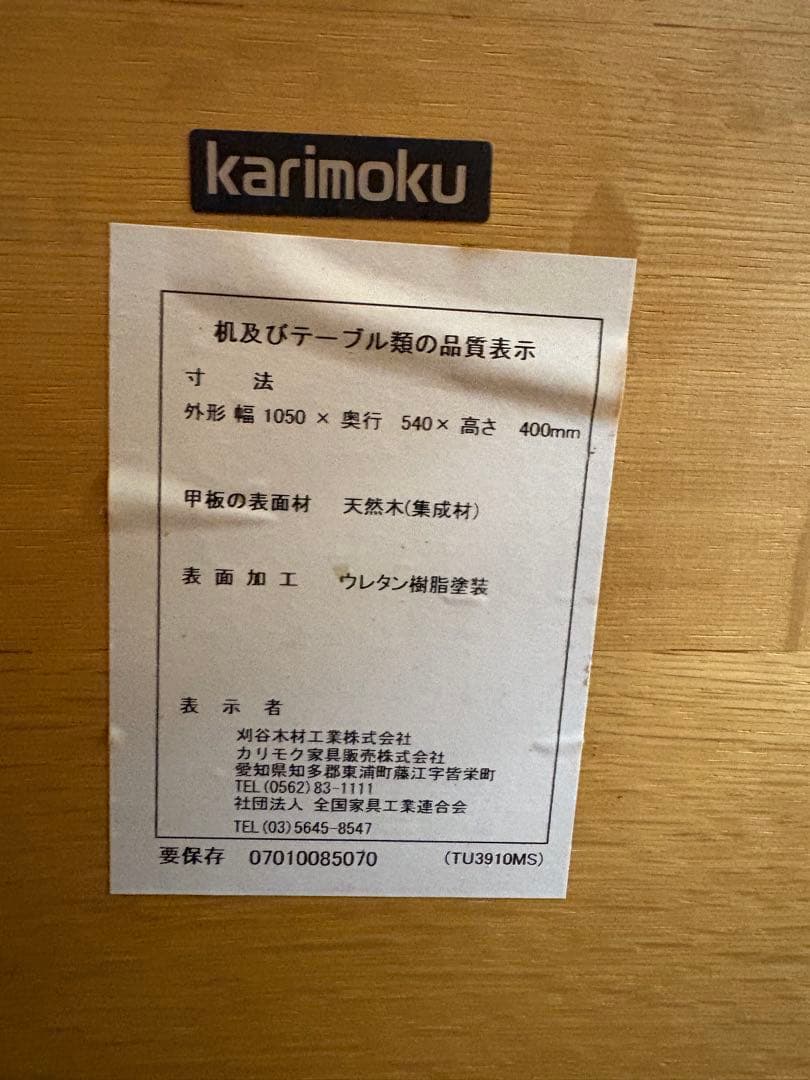 karimoku
机及びテーブル類の品質表示
寸 法
外形 幅 1050 × 奥行 540× 高さ 400mm
甲板の表面材 天然木(集成材)
表面加工 ウレタン樹脂塗装
表示者
刈谷木材工業株式会社
カリモク家具販売株式会社
愛知県知多郡東浦町藤江字皆栄町
TEL(0562)83-1111
社団法人 全国家具工業連合会
TEL(03)5645-8547
要保存 07010085070 (TU3910MS)